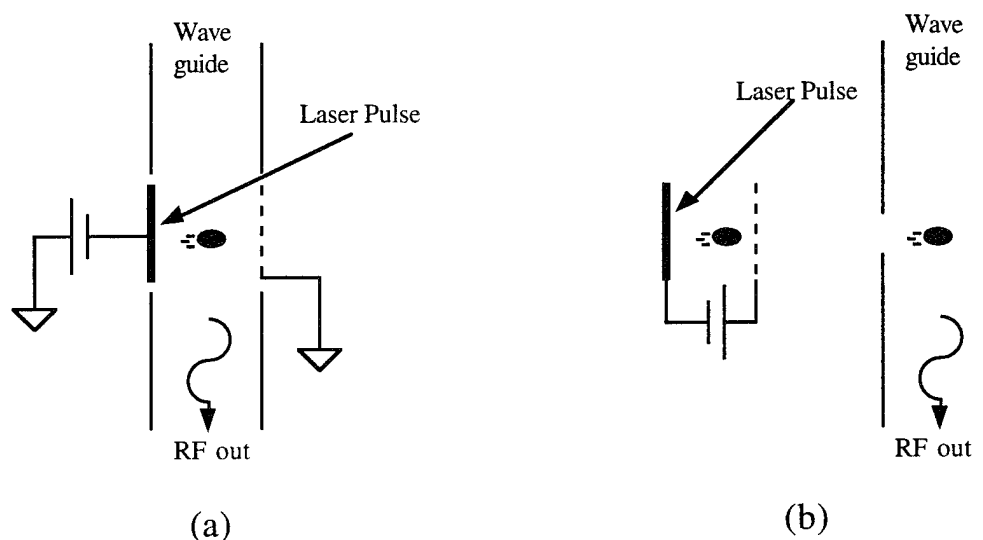 Wave
guide
Laser Pulse
RF out
(a)
Wave
guide
Laser Pulse
RF out
(b)